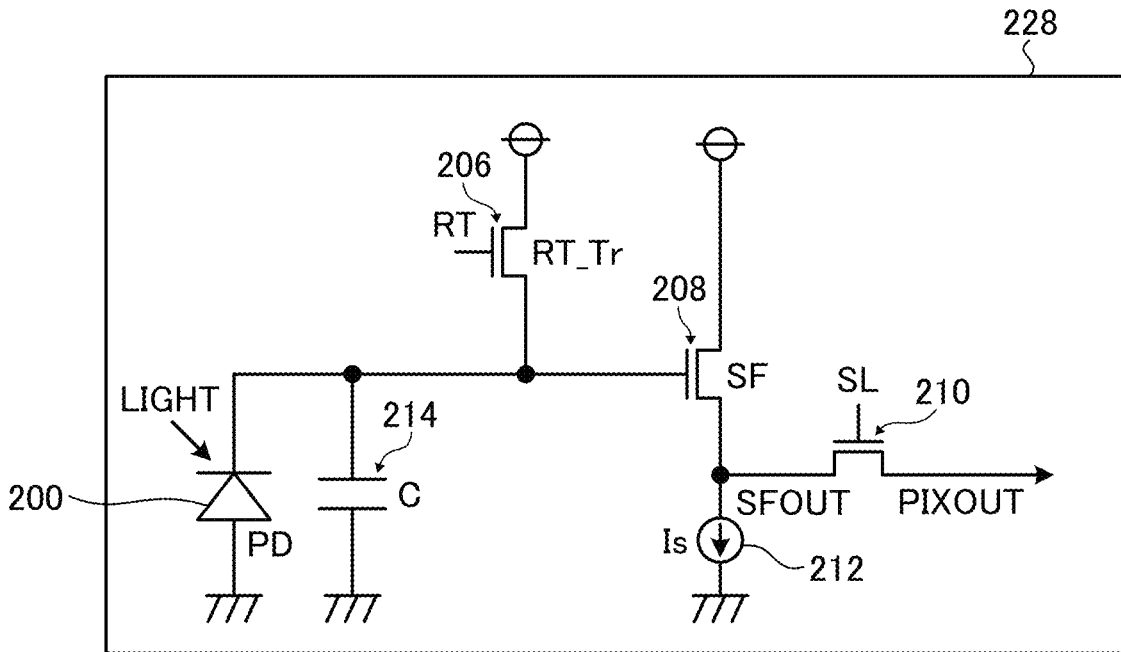 228
206
RT
RT_Tr
208
SF
SL
210
LIGHT
214
200
C
SFOUT
PIXOUT
PD
Is
212